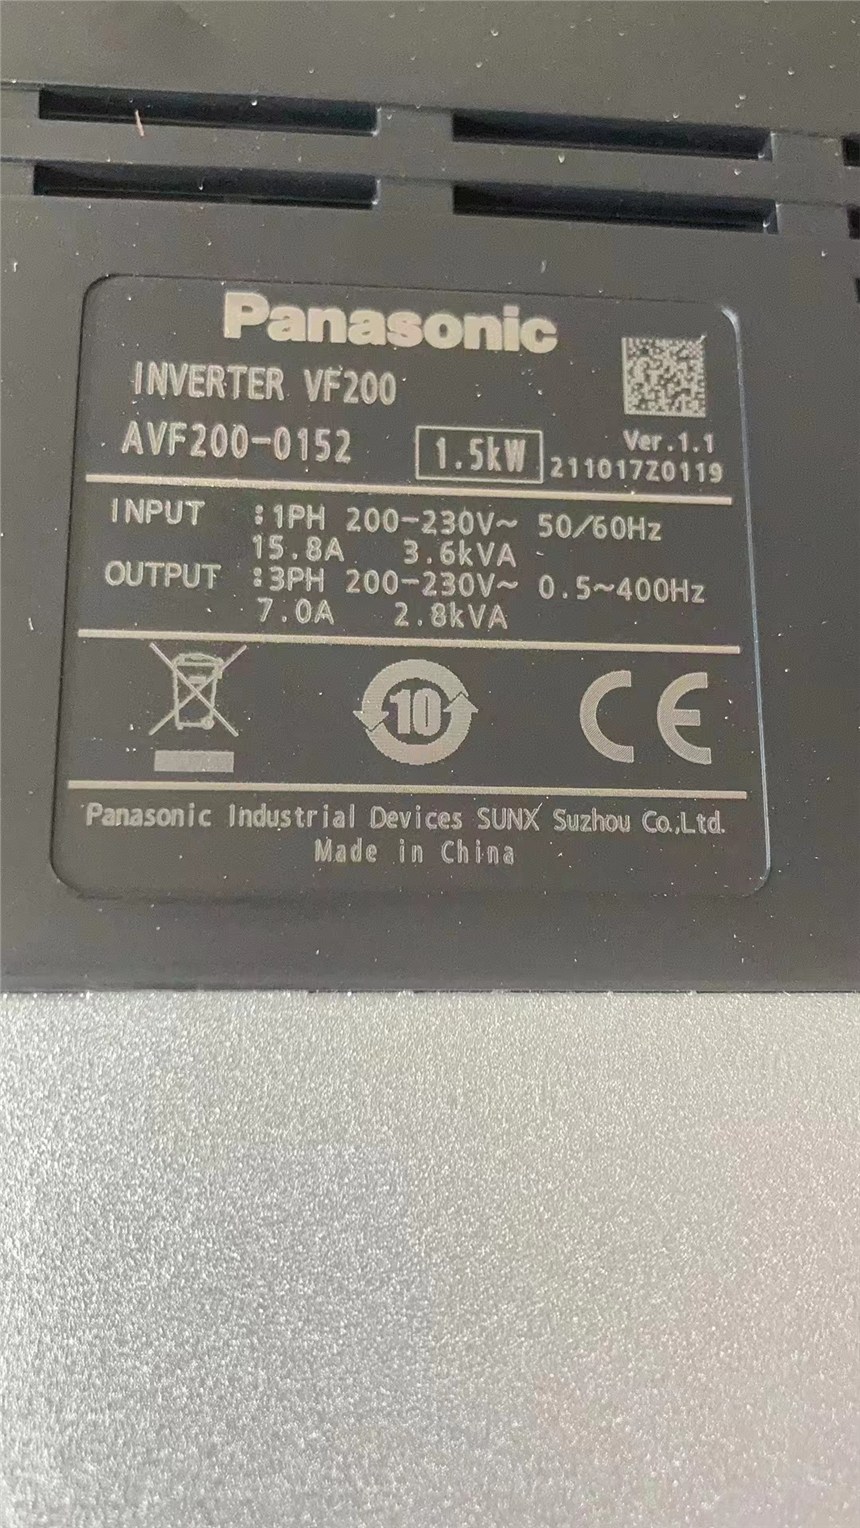 Panasonic
INVERTER VF200
AVF200-0152
1.5kW
Ver.1.1
211017Z0119
INPUT :1PH 200-230V~ 50/60Hz
15.8A 3.6kVA
OUTPUT :3PH 200-230V~ 0.5~400Hz
7.0A 2.8kVA
10
CE
Panasonic Industrial Devices SUNX Suzhou Co.,Ltd.
Made in China